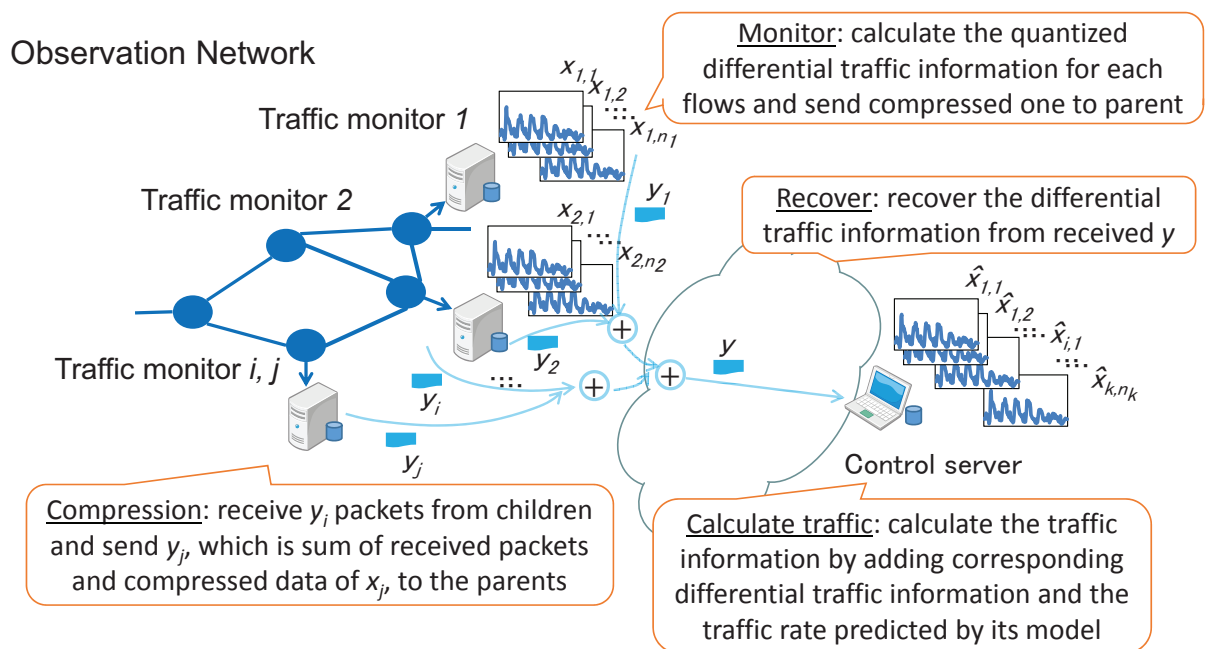 Observation Network
Monitor: calculate the quantized
differential traffic information for each
flows and send compressed one to parent
Traffic monitor 1
x1,1
x1,2
....
x1,n1
y1
Traffic monitor 2
x2,1
....
x2,n2
Recover: recover the differential
traffic information from received y
+
y2
Traffic monitor i, j
yi
....
+
+
y
yj
x̂1,1
x̂1,2
....
x̂i,1
....
x̂k,nk
Control server
Compression: receive yi packets from children
and send yj, which is sum of received packets
and compressed data of xj, to the parents
Calculate traffic: calculate the traffic
information by adding corresponding
differential traffic information and the
traffic rate predicted by its model